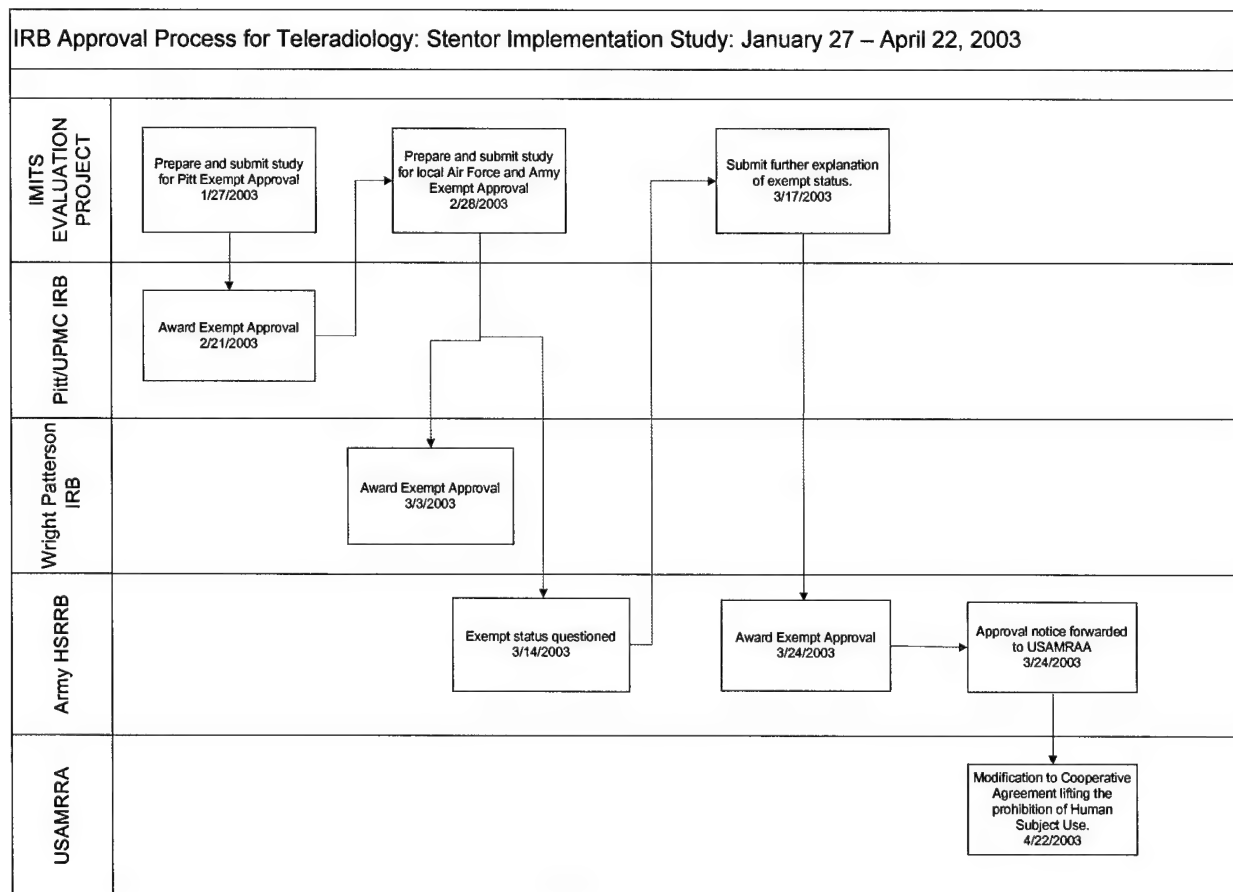 IRB Approval Process for Teleradiology: Stentor Implementation Study: January 27 – April 22, 2003
IMITS
EVALUATION
PROJECT
Prepare and submit study
for Pitt Exempt Approval
1/27/2003
Prepare and submit study
for local Air Force and Army
Exempt Approval
2/28/2003
Submit further explanation
of exempt status.
3/17/2003
Pitt/UPMC IRB
Award Exempt Approval
2/21/2003
Wright Patterson
IRB
Award Exempt Approval
3/3/2003
Army HSRRB
Exempt status questioned
3/14/2003
Award Exempt Approval
3/24/2003
Approval notice forwarded
to USAMRAA
3/24/2003
USAMRRA
Modification to Cooperative
Agreement lifting the
prohibition of Human
Subject Use.
4/22/2003